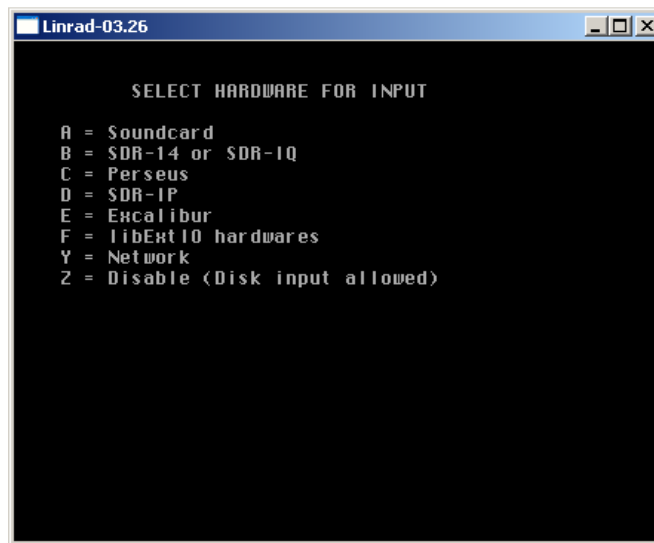 Linrad-03.26
SELECT HARDWARE FOR INPUT
A = Soundcard
B = SDR-14 or SDR-IQ
C = Perseus
D = SDR-IP
E = Excalibur
F = libExtIO hardwares
Y = Network
Z = Disable (Disk input allowed)